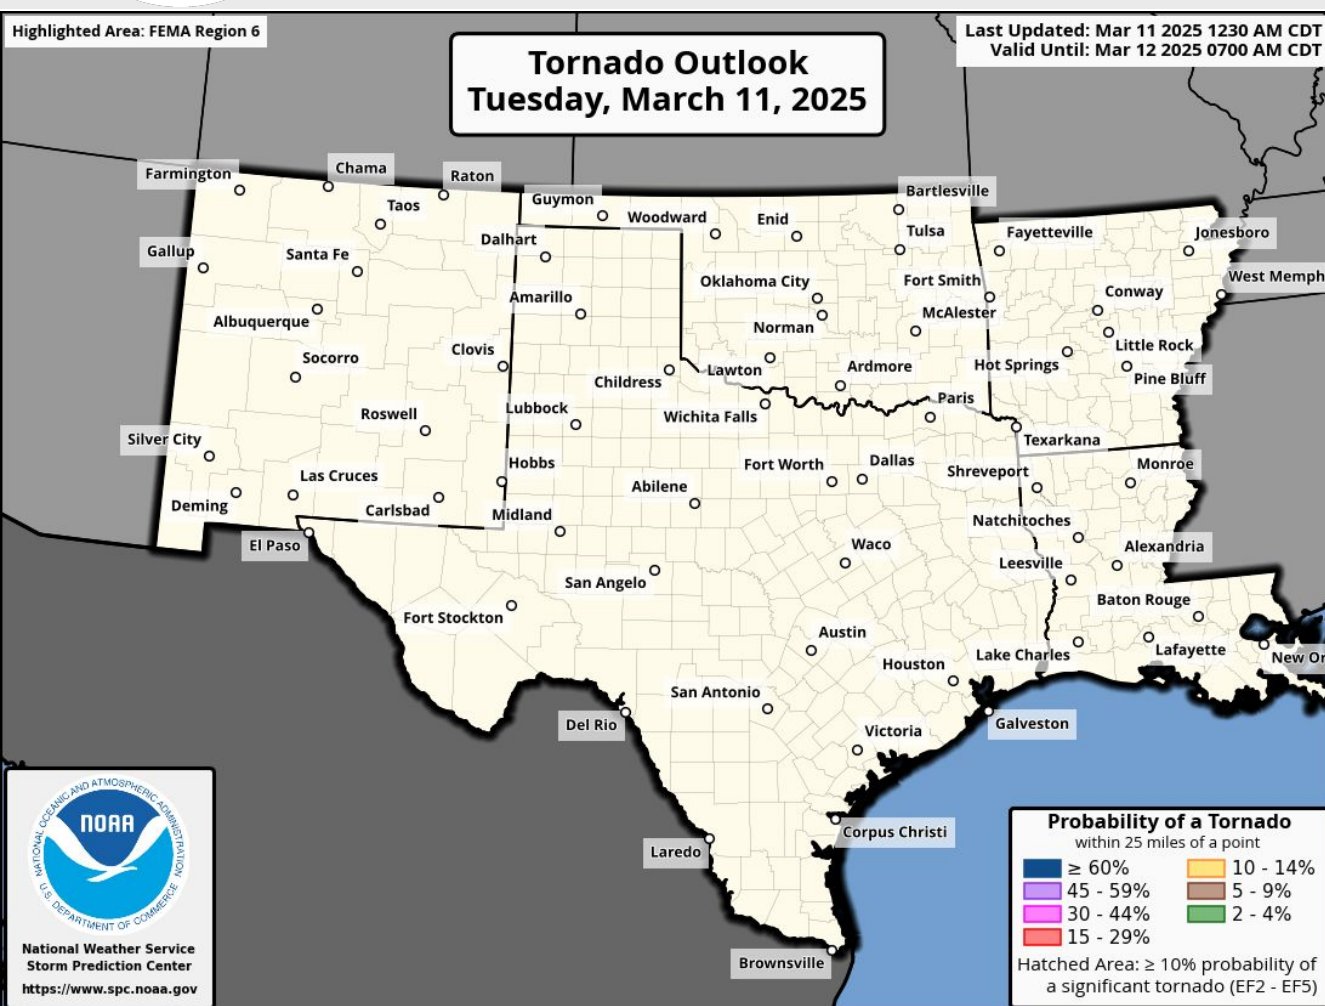 Highlighted Area: FEMA Region 6
Last Updated: Mar 11 2025 1230 AM CDT
Valid Until: Mar 12 2025 0700 AM CDT
Tornado Outlook
Tuesday, March 11, 2025
Farmington
Chama
Raton
Taos
Guymon
Woodward
Enid
Bartlesville
Tulsa
Fayetteville
Jonesboro
Gallup
Santa Fe
Dalhart
Oklahoma City
Fort Smith
West Memph
Conway
Amarillo
Albuquerque
Norman
McAlester
Little Rock
Socorro
Clovis
Childress
Lawton
Ardmore
Hot Springs
Pine Bluff
Roswell
Lubbock
Wichita Falls
Paris
Silver City
Texarkana
Las Cruces
Hobbs
Fort Worth
Dallas
Shreveport
Monroe
Deming
Carlsbad
Abilene
Midland
Natchitoches
El Paso
Waco
Alexandria
San Angelo
Leesville
Fort Stockton
Baton Rouge
Austin
Houston
Lake Charles
Lafayette
New Or
San Antonio
Del Rio
Galveston
Victoria
Corpus Christi
Laredo
Brownsville
NATIONAL OCEANIC AND ATMOSPHERIC ADMINISTRATION
NOAA
U.S. DEPARTMENT OF COMMERCE
National Weather Service
Storm Prediction Center
https://www.spc.noaa.gov
Probability of a Tornado
within 25 miles of a point
≥ 60%
10 - 14%
45 - 59%
5 - 9%
30 - 44%
2 - 4%
15 - 29%
Hatched Area: ≥ 10% probability of
a significant tornado (EF2 - EF5)